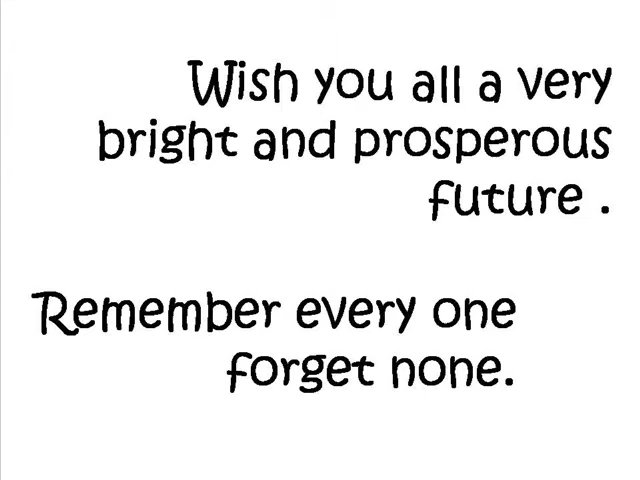 Wish you all a very
bright and prosperous
future .
Remember every one
forget none.